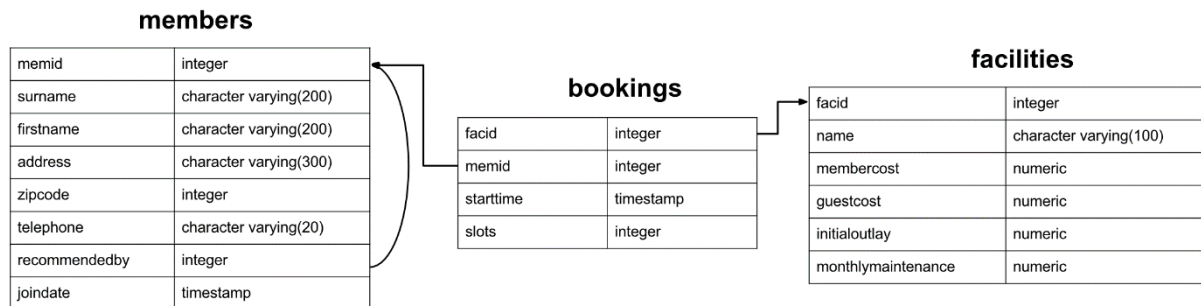 members
memid integer
surname character varying(200)
firstname character varying(200)
address character varying(300)
zipcode integer
telephone character varying(20)
recommendedby integer
joindate timestamp
bookings
facid integer
memid integer
starttime timestamp
slots integer
facilities
facid integer
name character varying(100)
membercost numeric
guestcost numeric
initialoutlay numeric
monthlymaintenance numeric